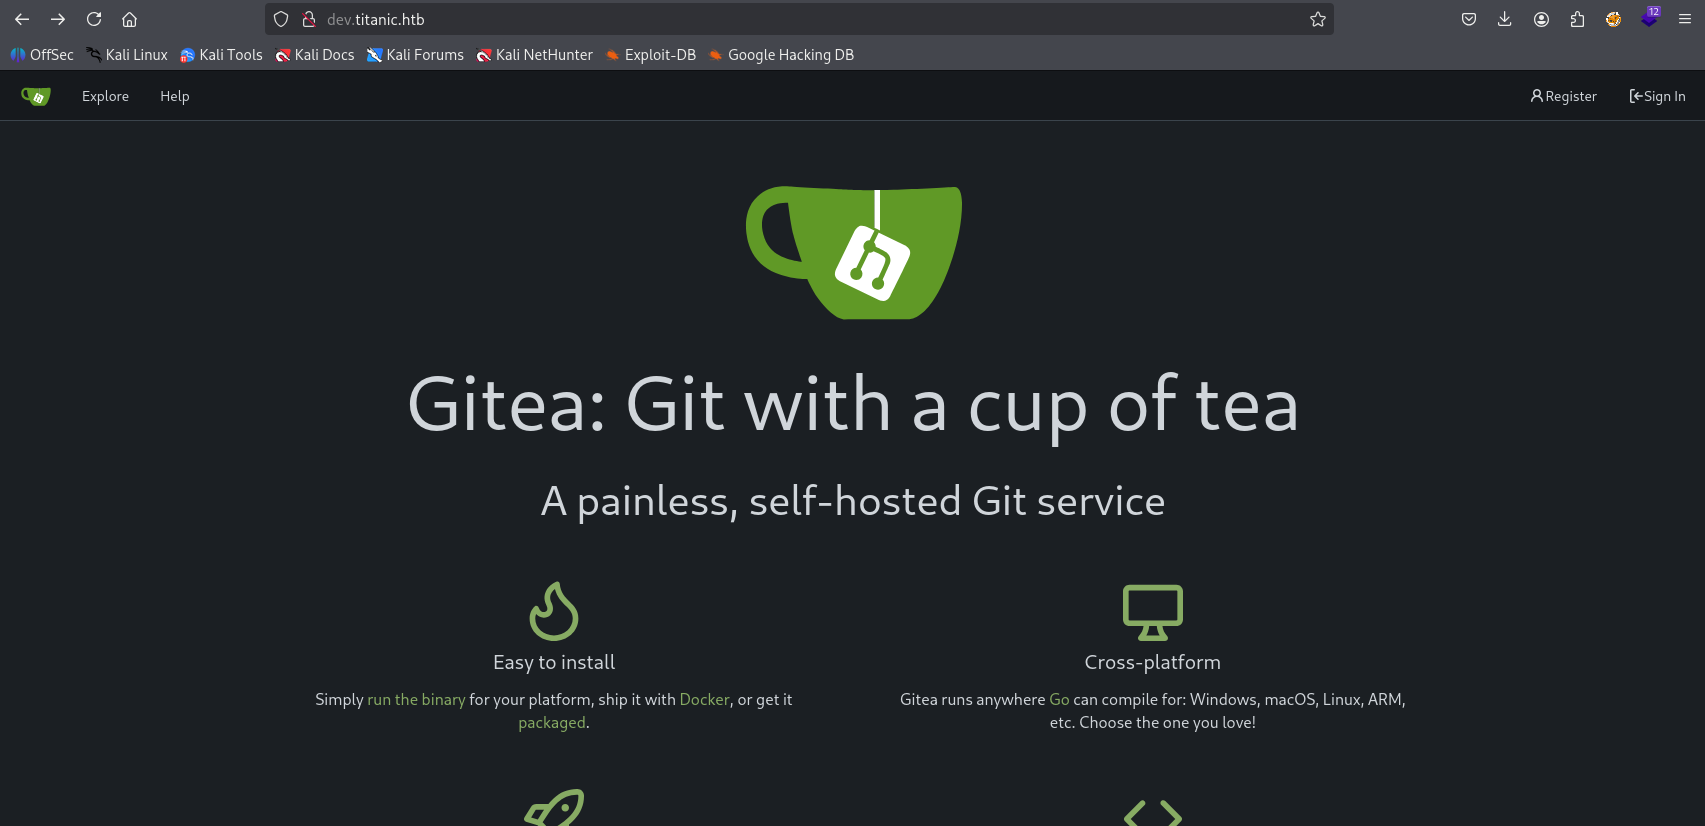 dev.titanic.htb
12
OffSec Kali Linux Kali Tools Kali Docs Kali Forums Kali NetHunter Exploit-DB Google Hacking DB
Explore Help Register Sign In
Gitea: Git with a cup of tea
A painless, self-hosted Git service
Easy to install
Simply run the binary for your platform, ship it with Docker, or get it
packaged.
Cross-platform
Gitea runs anywhere Go can compile for: Windows, macOS, Linux, ARM,
etc. Choose the one you love!